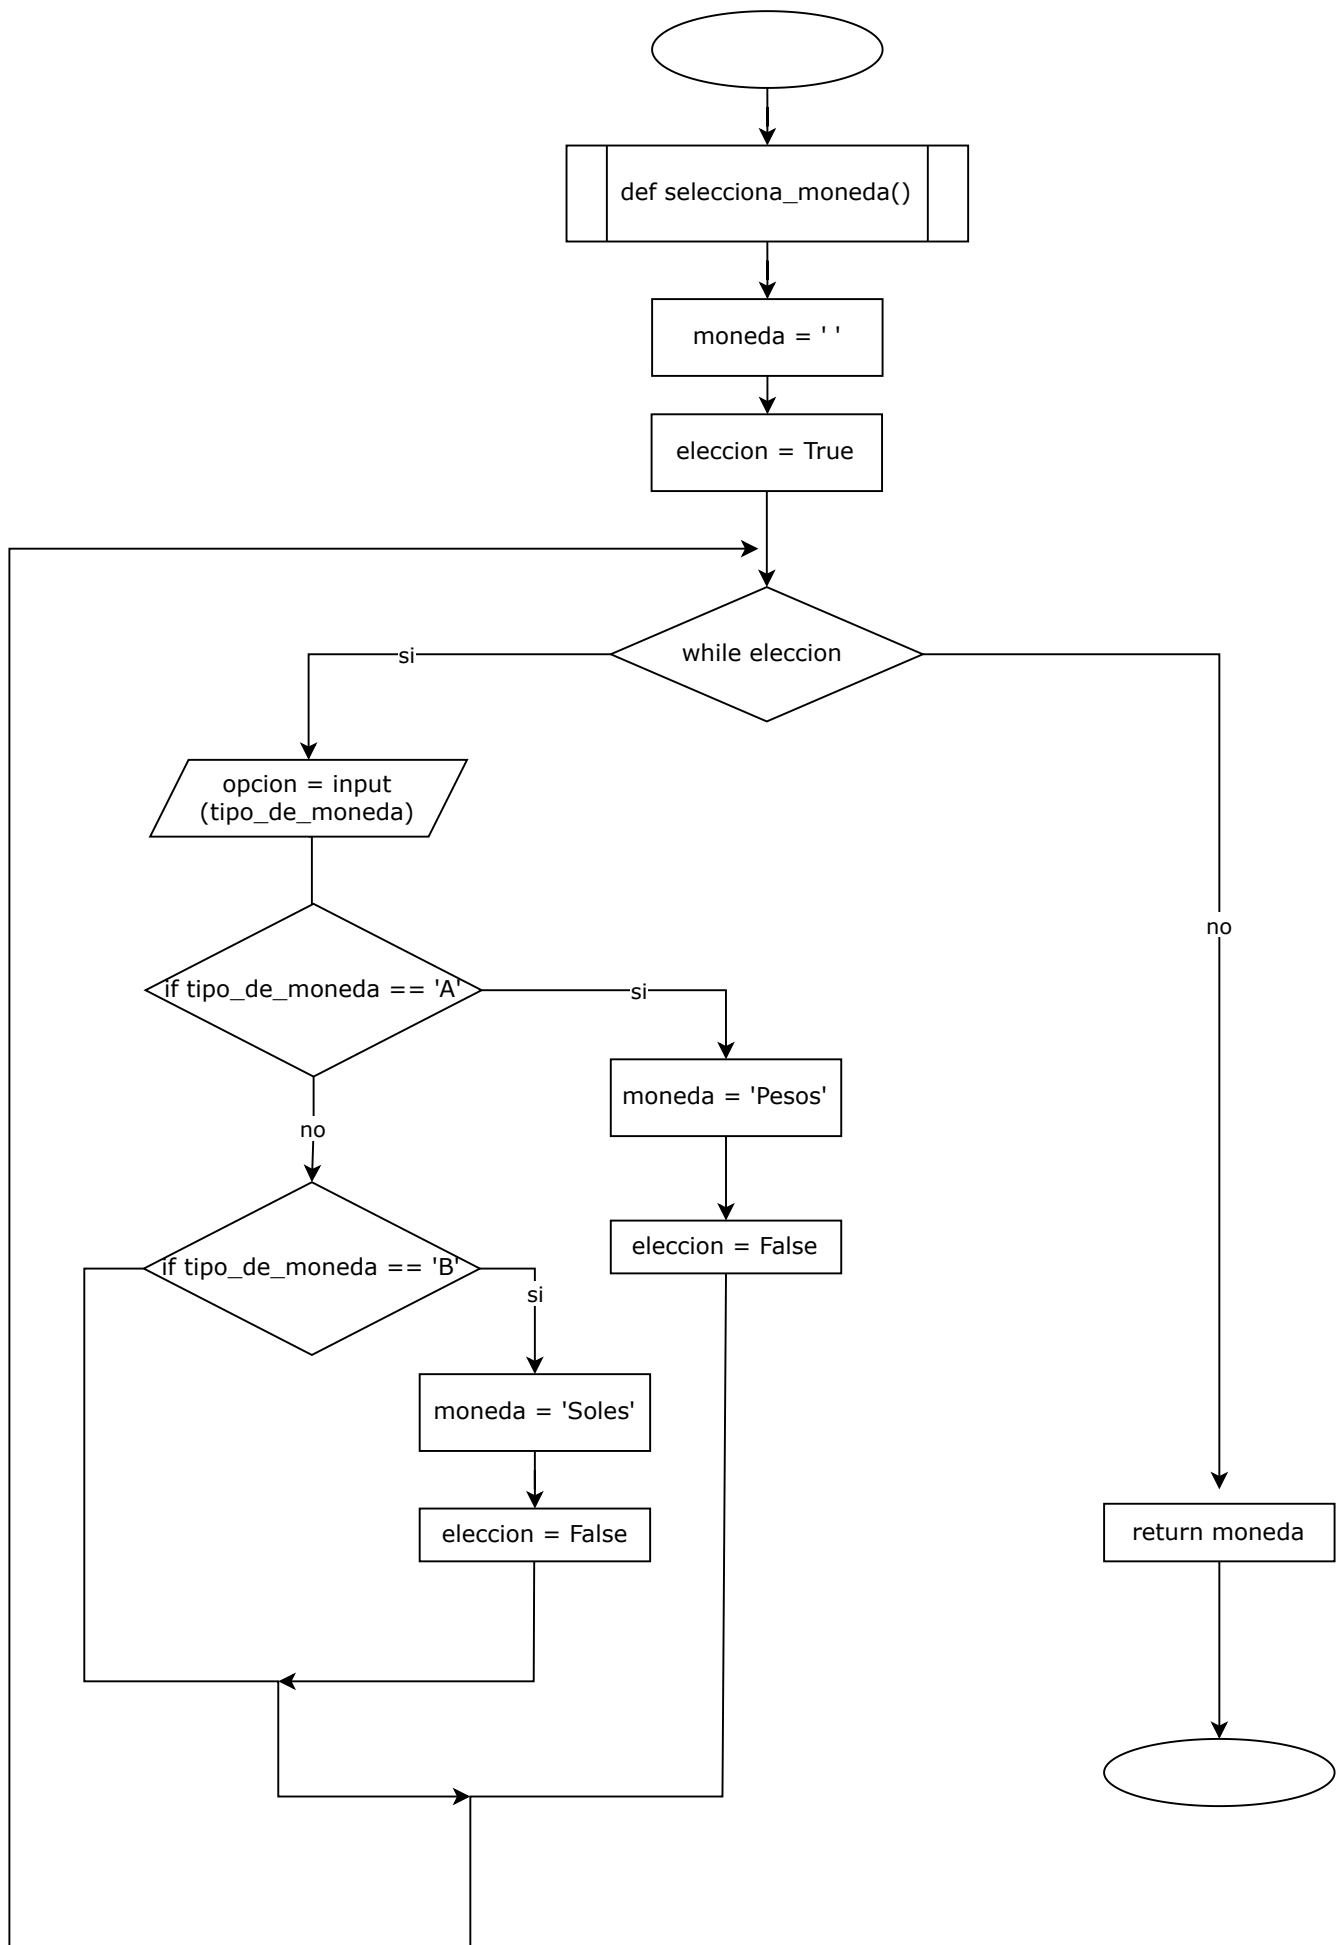 def selecciona_moneda()
moneda = ' '
eleccion = True
while eleccion
si
opcion = input
(tipo_de_moneda)
no
if tipo_de_moneda == 'A'
si
moneda = 'Pesos'
no
eleccion = False
if tipo_de_moneda == 'B'
si
moneda = 'Soles'
eleccion = False
return moneda